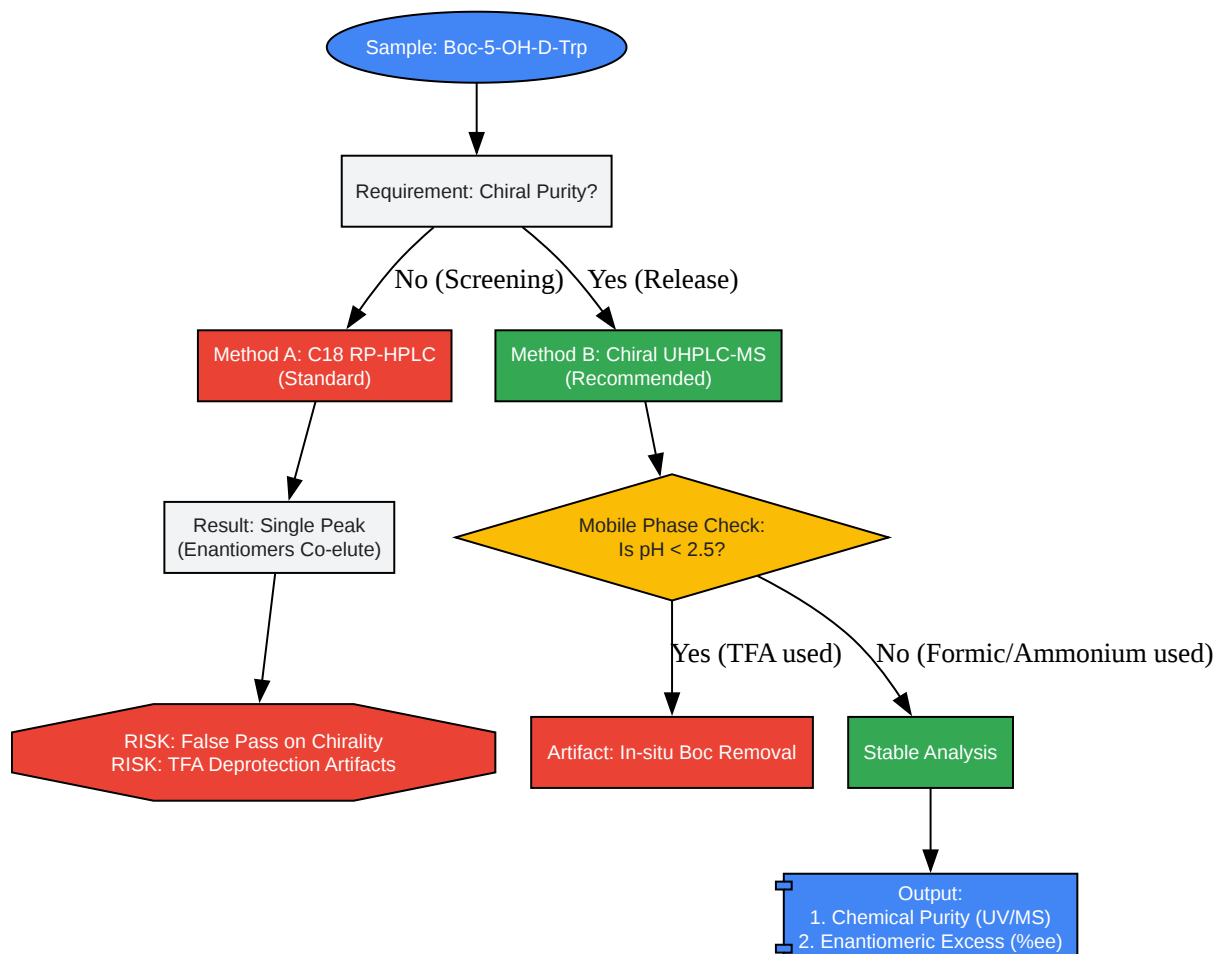 Sample: Boc-5-OH-D-Trp
Requirement: Chiral Purity?
No (Screening)
Yes (Release)
Method A: C18 RP-HPLC
(Standard)
Method B: Chiral UHPLC-MS
(Recommended)
Result: Single Peak
(Enantiomers Co-elute)
Mobile Phase Check:
Is pH < 2.5?
Yes (TFA used)
No (Formic/Ammonium used)
RISK: False Pass on Chirality
RISK: TFA Deprotection Artifacts
Artifact: In-situ Boc Removal
Stable Analysis
Output:
1. Chemical Purity (UV/MS)
2. Enantiomeric Excess (%ee)